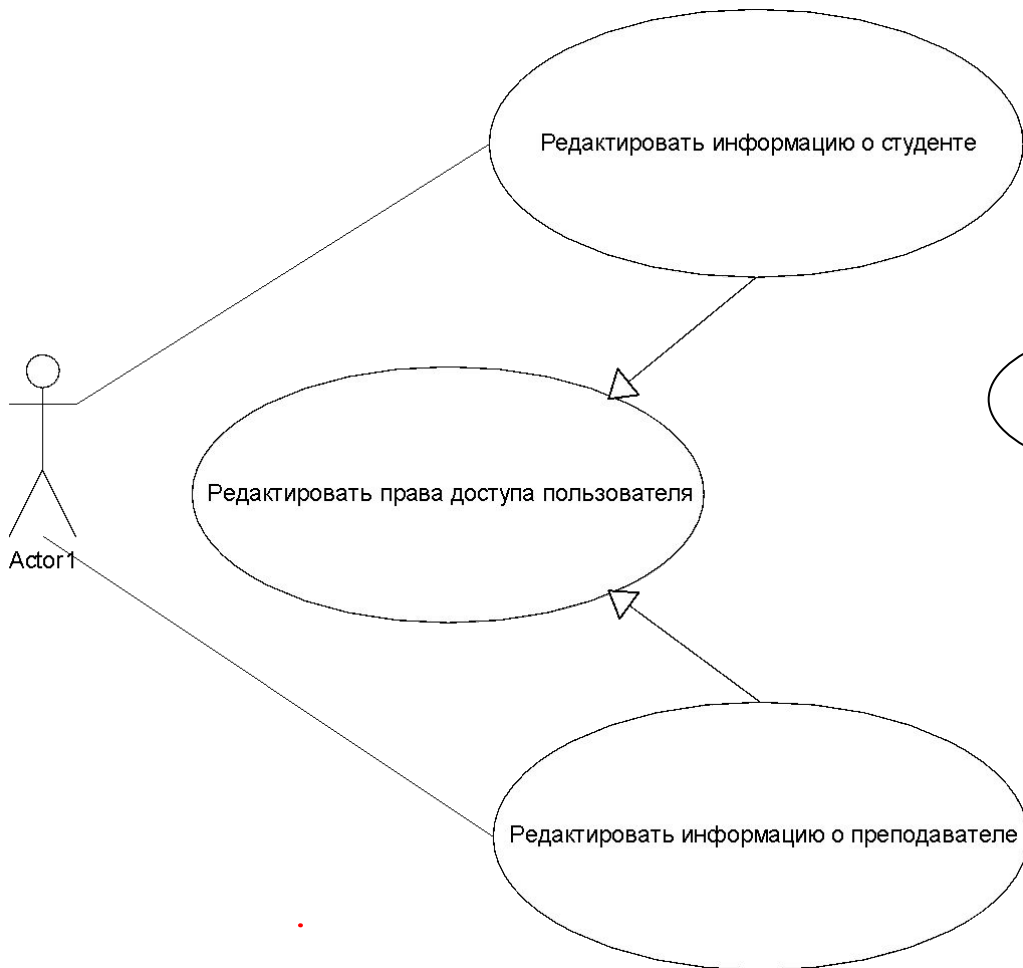 Редактировать информацию о студенте
Редактировать права доступа пользователя
Actor1
Редактировать информацию о преподавателе